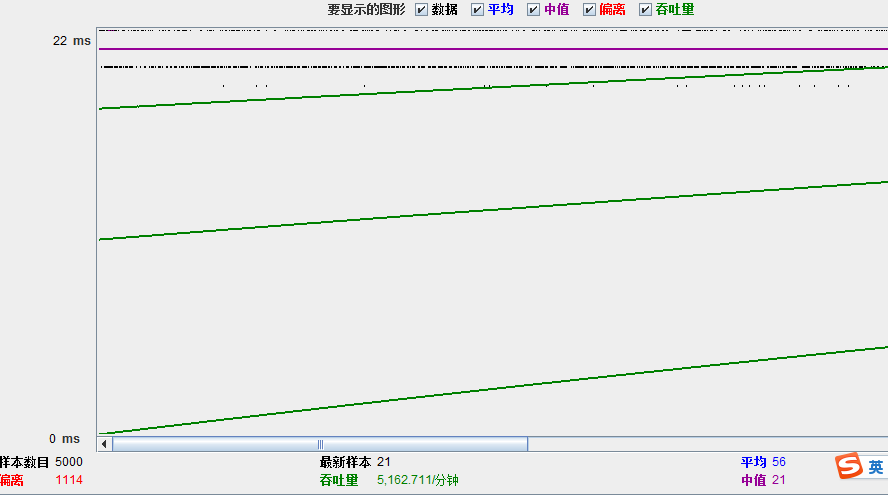 要显示的图形 数据 平均 中值 偏离 吞吐量
22 ms
0 ms
样本数目 5000 最新样本 21 平均 56
偏离 1114 吞吐量 5,162.711/分钟 中值 21
S 英